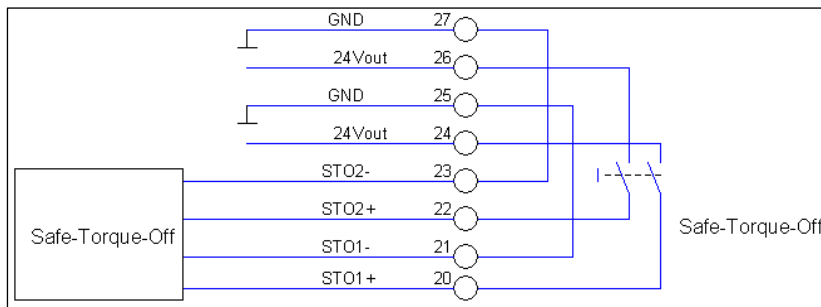 GND 27
24Vout 26
GND 25
24Vout 24
STO2- 23
STO2+ 22
STO1- 21
STO1+ 20
Safe-Torque-Off
Safe-Torque-Off